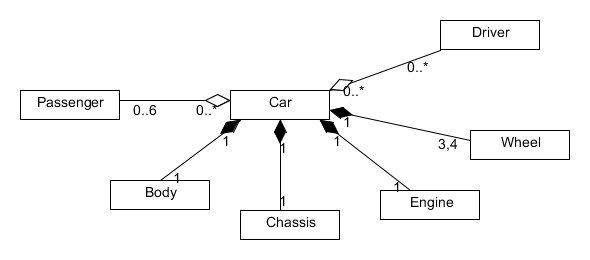 Driver
0..*
0..*
Passenger
0..6
0..*
Car
1
3,4
Wheel
1
1
1
1
Body
1
Chassis
1
Engine